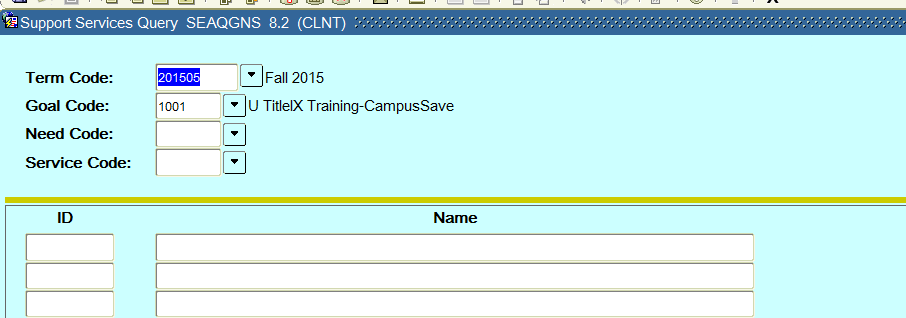 Support Services Query SEAQGNS 8.2 (CLNT)
Term Code: 201505 Fall 2015
Goal Code: 1001 U TitleIX Training-CampusSave
Need Code:
Service Code:
ID Name